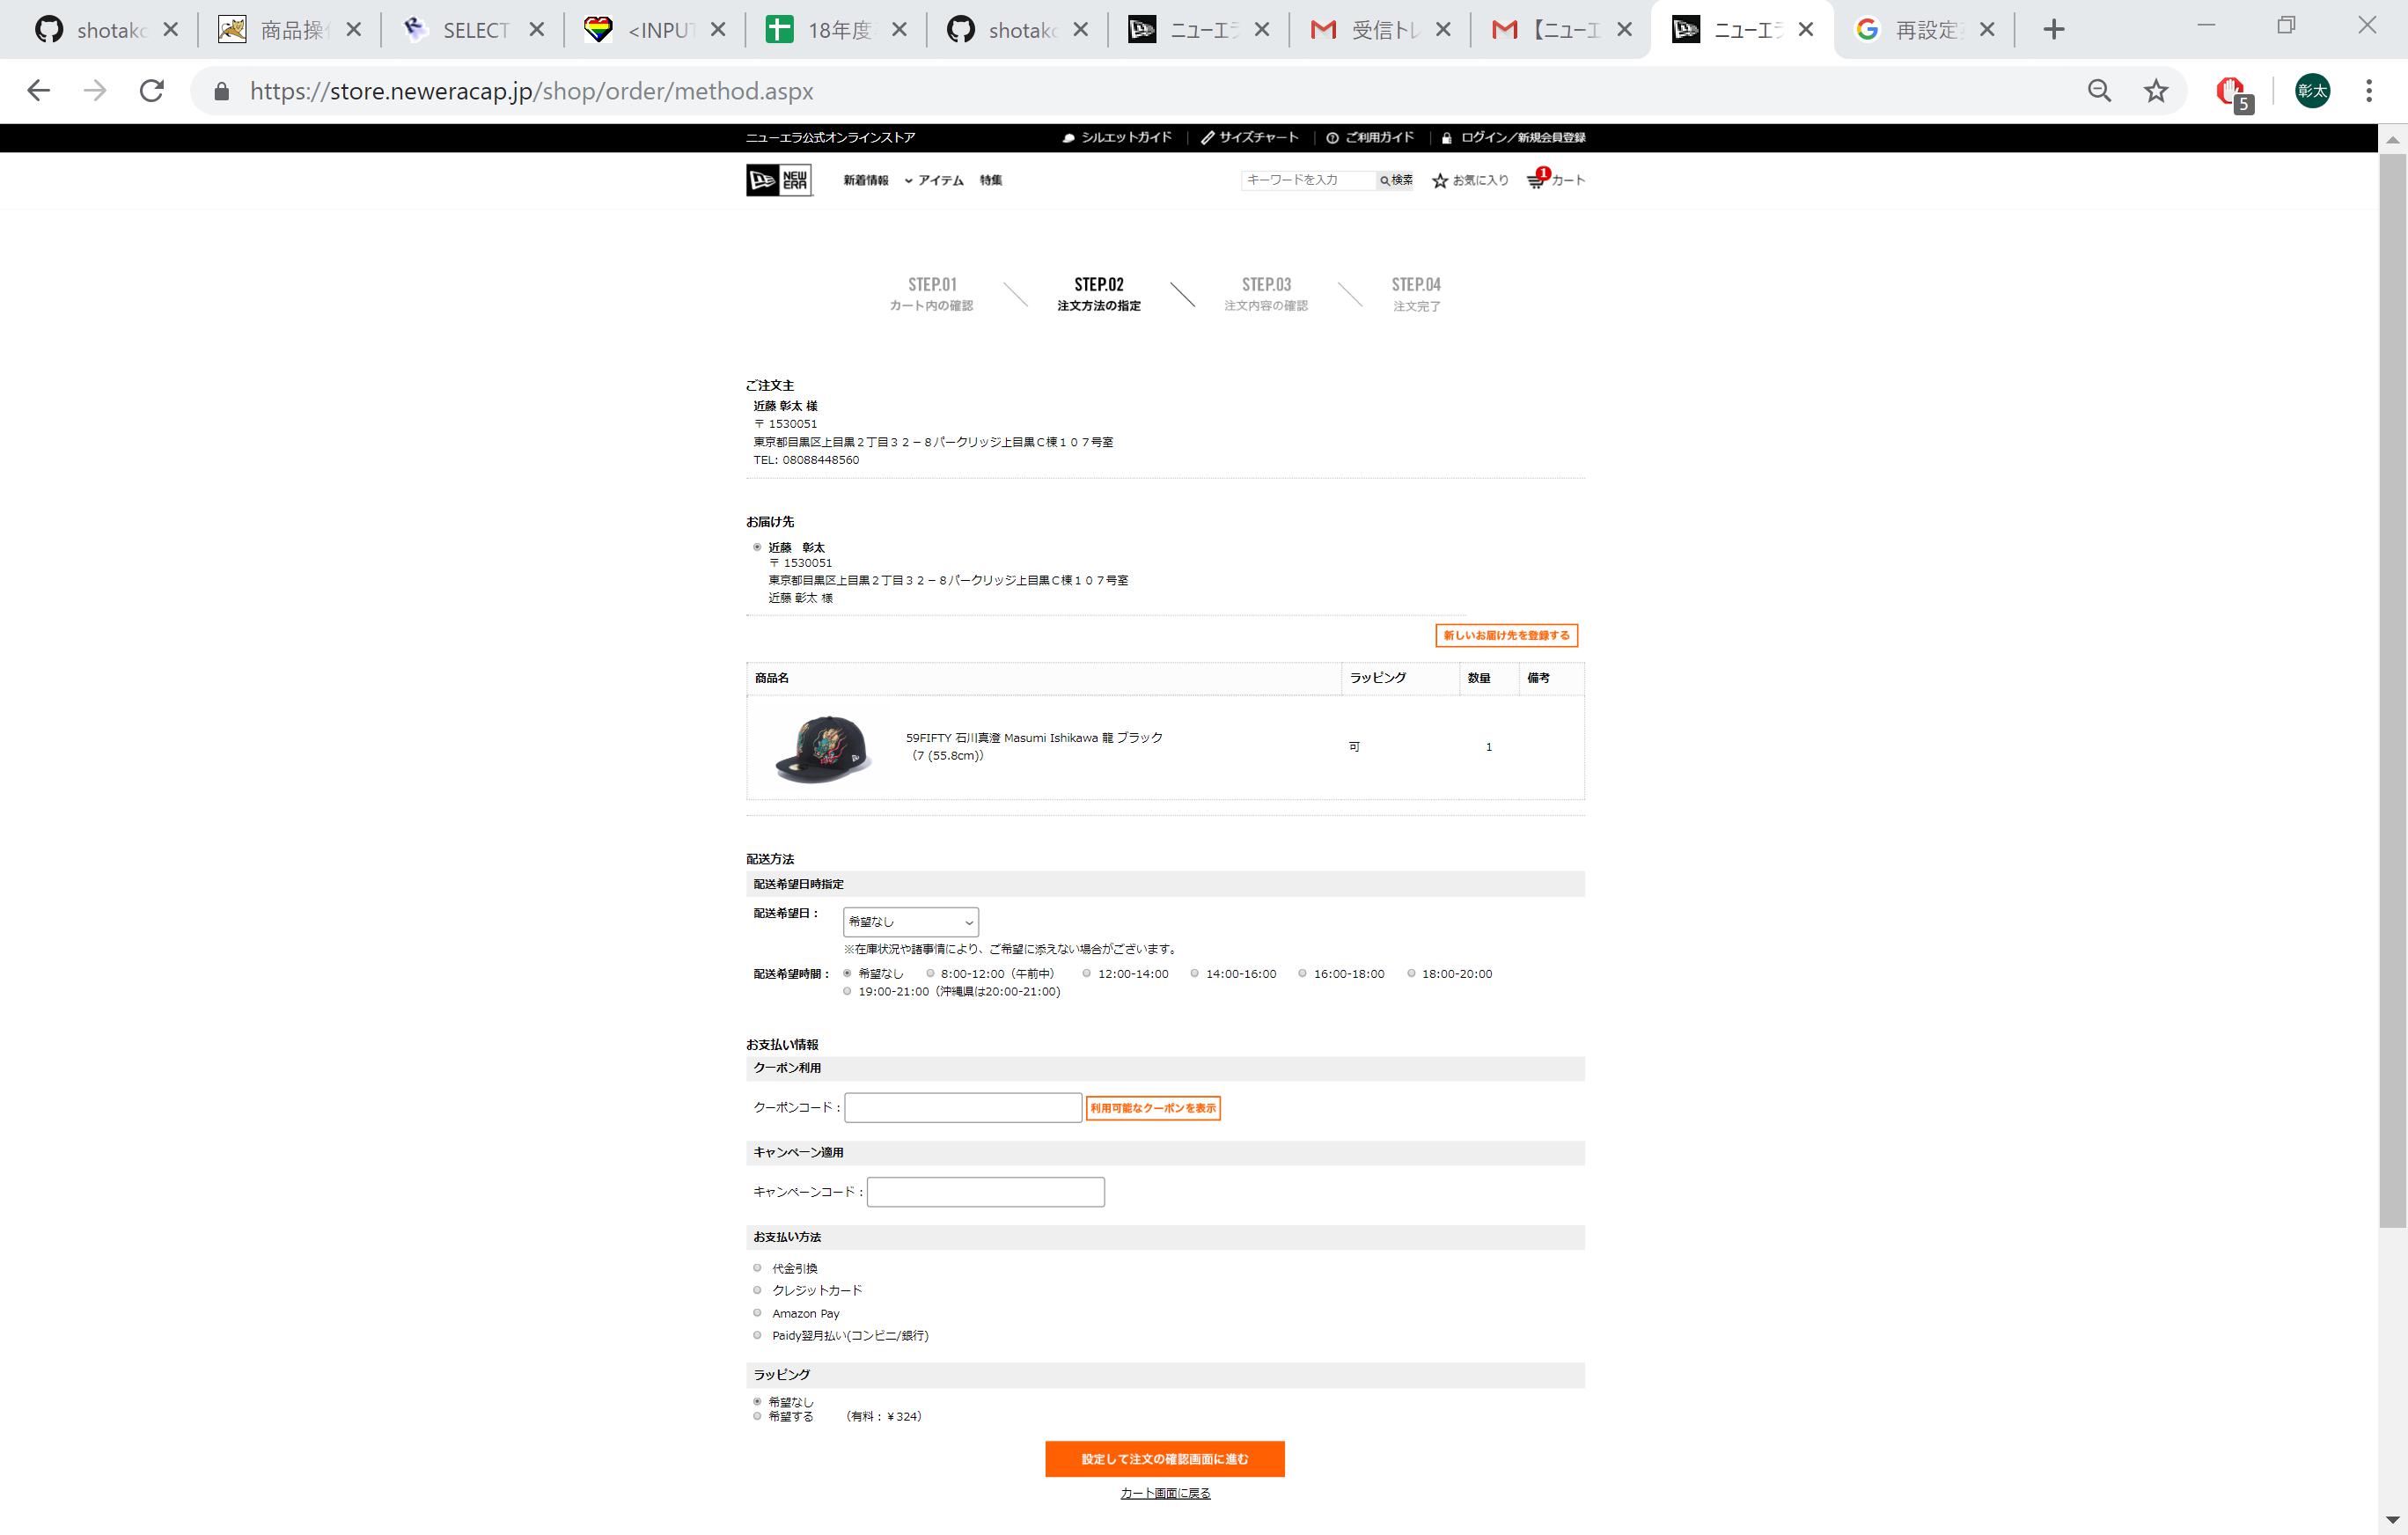 shotako
商品操作
SELECT
<INPUT
18年度
shotako
ニューエラ
受信トレ
【ニューエ
ニューエラ
再設定
https://store.neweracap.jp/shop/order/method.aspx
5
彰太
ニューエラ公式オンラインストア
シルエットガイド
サイズチャート
ご利用ガイド
ログイン／新規会員登録
NEW ERA
新着情報
アイテム
特集
キーワードを入力
検索
お気に入り
1
カート
STEP.01
カート内の確認
STEP.02
注文方法の指定
STEP.03
注文内容の確認
STEP.04
注文完了
ご注文主
近藤 彰太 様
〒 1530051
東京都目黒区上目黒２丁目３２－８パークリッジ上目黒Ｃ棟１０７号室
TEL: 08088448560
お届け先
近藤　彰太
〒 1530051
東京都目黒区上目黒２丁目３２－８パークリッジ上目黒Ｃ棟１０７号室
近藤 彰太 様
新しいお届け先を登録する
商品名 ラッピング 数量 備考
59FIFTY 石川真澄 Masumi Ishikawa 龍 ブラック
（7 (55.8cm)）
可
1
配送方法
配送希望日時指定
配送希望日：
希望なし
※在庫状況や諸事情により、ご希望に添えない場合がございます。
配送希望時間： 希望なし 8:00-12:00（午前中） 12:00-14:00 14:00-16:00 16:00-18:00 18:00-20:00
19:00-21:00（沖縄県は20:00-21:00)
お支払い情報
クーポン利用
クーポンコード：
利用可能なクーポンを表示
キャンペーン適用
キャンペーンコード：
お支払い方法
代金引換
クレジットカード
Amazon Pay
Paidy翌月払い(コンビニ/銀行)
ラッピング
希望なし
希望する （有料：￥324）
設定して注文の確認画面に進む
カート画面に戻る